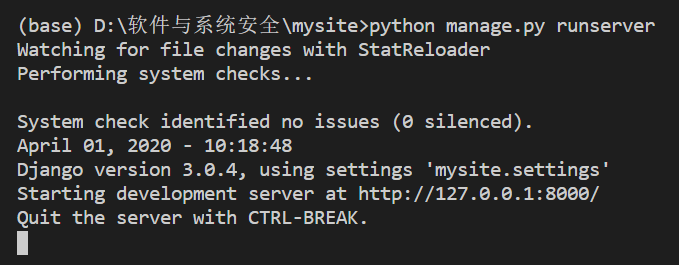 (base) D:\软件与系统安全\mysite>python manage.py runserver
Watching for file changes with StatReloader
Performing system checks...
System check identified no issues (0 silenced).
April 01, 2020 - 10:18:48
Django version 3.0.4, using settings 'mysite.settings'
Starting development server at http://127.0.0.1:8000/
Quit the server with CTRL-BREAK.